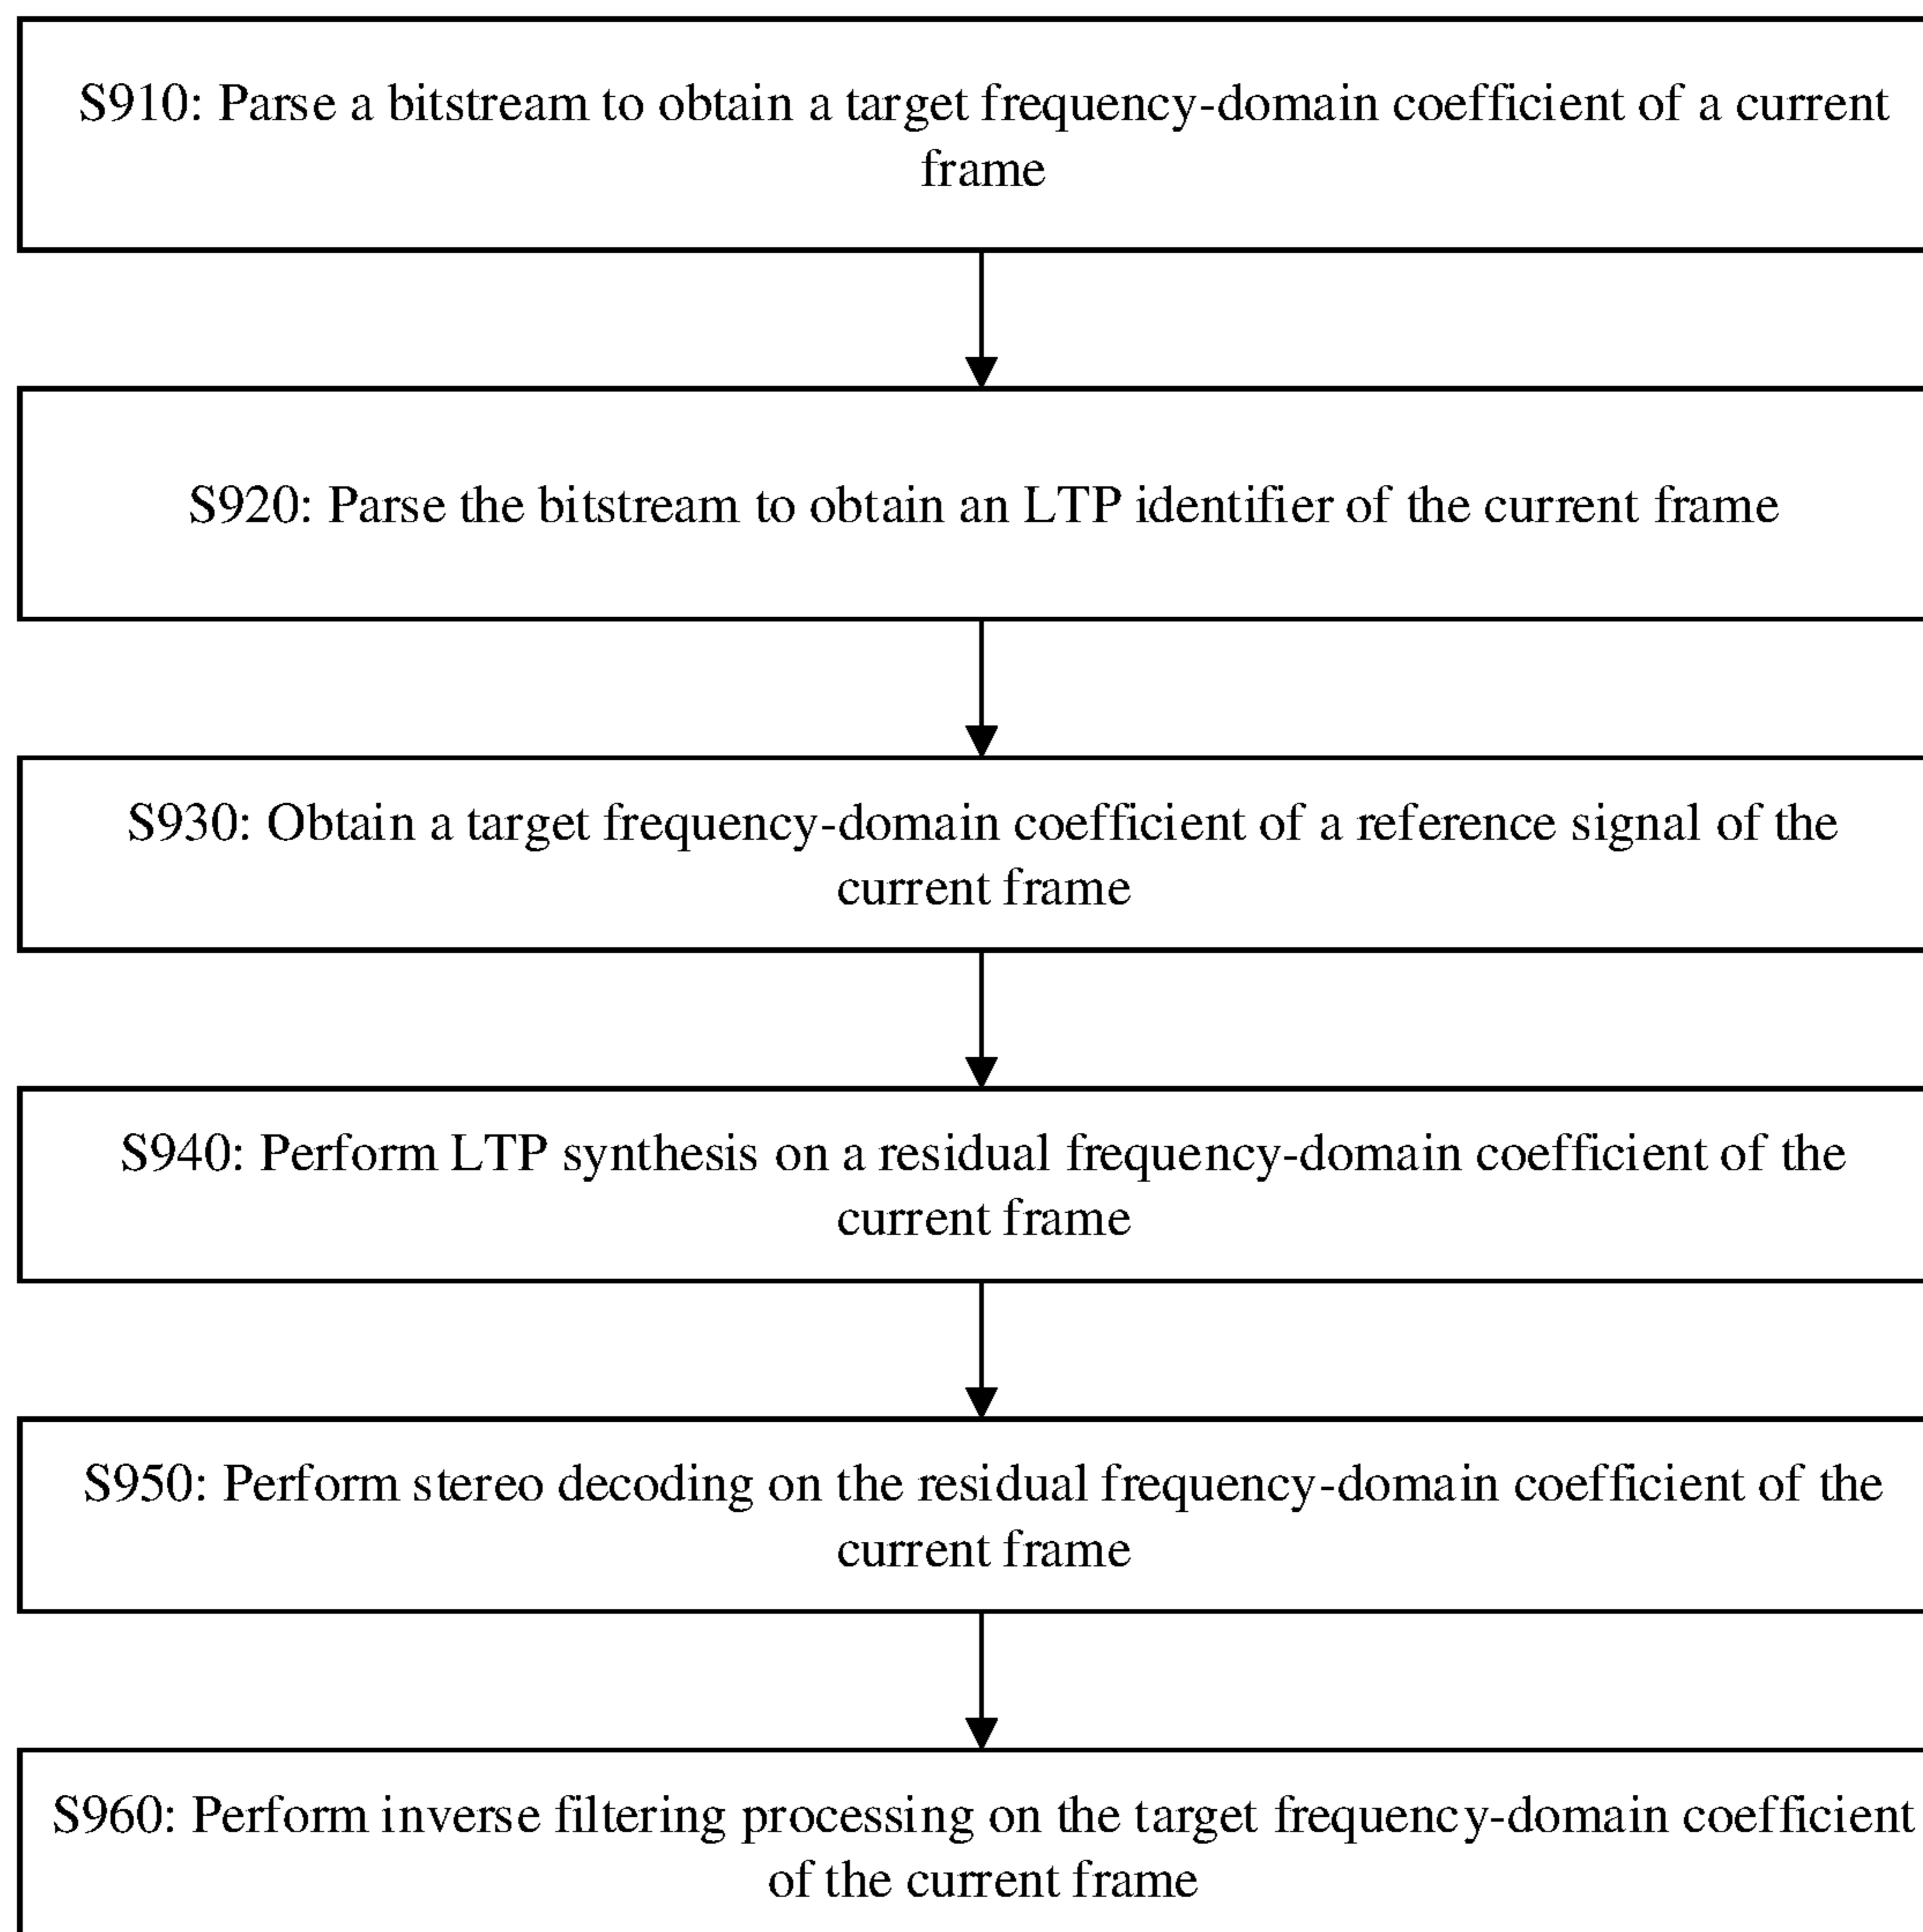 S910: Parse a bitstream to obtain a target frequency-domain coefficient of a current
frame
S920: Parse the bitstream to obtain an LTP identifier of the current frame
S930: Obtain a target frequency-domain coefficient of a reference signal of the
current frame
S940: Perform LTP synthesis on a residual frequency-domain coefficient of the
current frame
S950: Perform stereo decoding on the residual frequency-domain coefficient of the
current frame
S960: Perform inverse filtering processing on the target frequency-domain coefficient
of the current frame